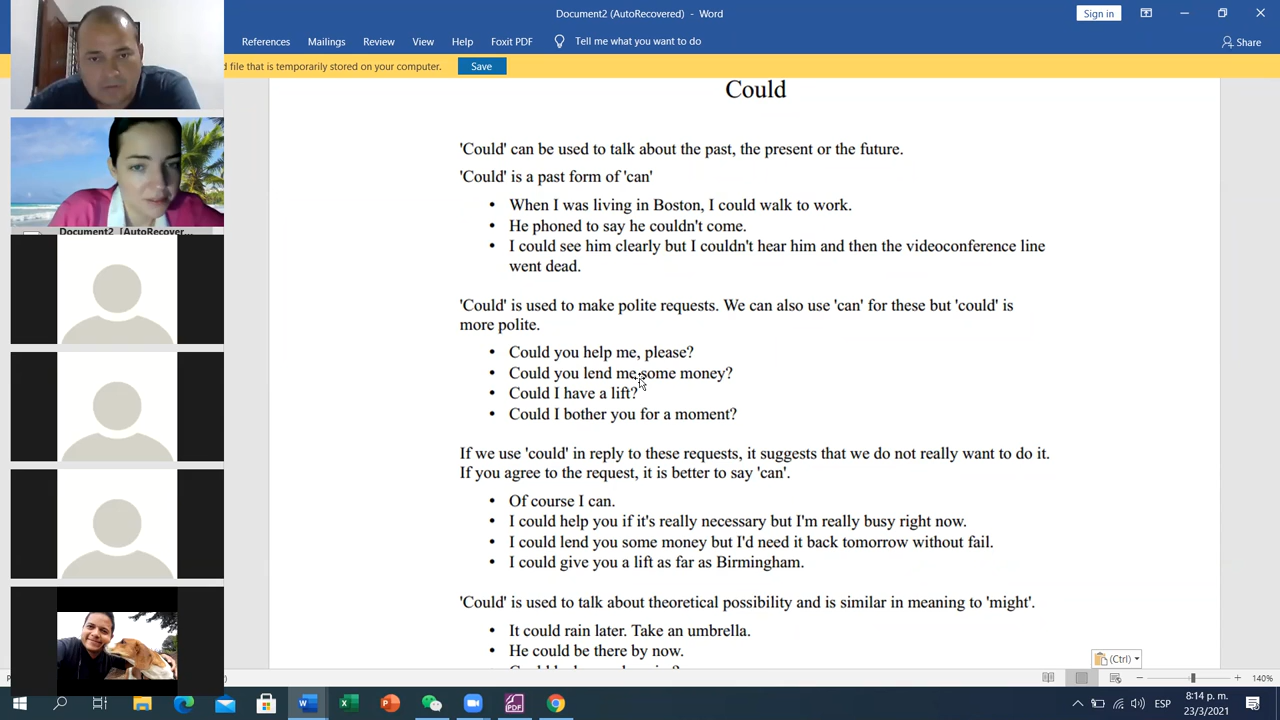 Document2 (AutoRecovered) - Word
Sign in
References Mailings Review View Help Foxit PDF Tell me what you want to do
Share
file that is temporarily stored on your computer. Save
Could
'Could' can be used to talk about the past, the present or the future.
'Could' is a past form of 'can'
• When I was living in Boston, I could walk to work.
• He phoned to say he couldn't come.
• I could see him clearly but I couldn't hear him and then the videoconference line
went dead.
'Could' is used to make polite requests. We can also use 'can' for these but 'could' is
more polite.
• Could you help me, please?
• Could you lend me some money?
• Could I have a lift?
• Could I bother you for a moment?
If we use 'could' in reply to these requests, it suggests that we do not really want to do it.
If you agree to the request, it is better to say 'can'.
• Of course I can.
• I could help you if it's really necessary but I'm really busy right now.
• I could lend you some money but I'd need it back tomorrow without fail.
• I could give you a lift as far as Birmingham.
'Could' is used to talk about theoretical possibility and is similar in meaning to 'might'.
• It could rain later. Take an umbrella.
• He could be there by now.
Document2 [AutoRecover...
(Ctrl)
140%
ESP
8:14 p. m.
23/3/2021